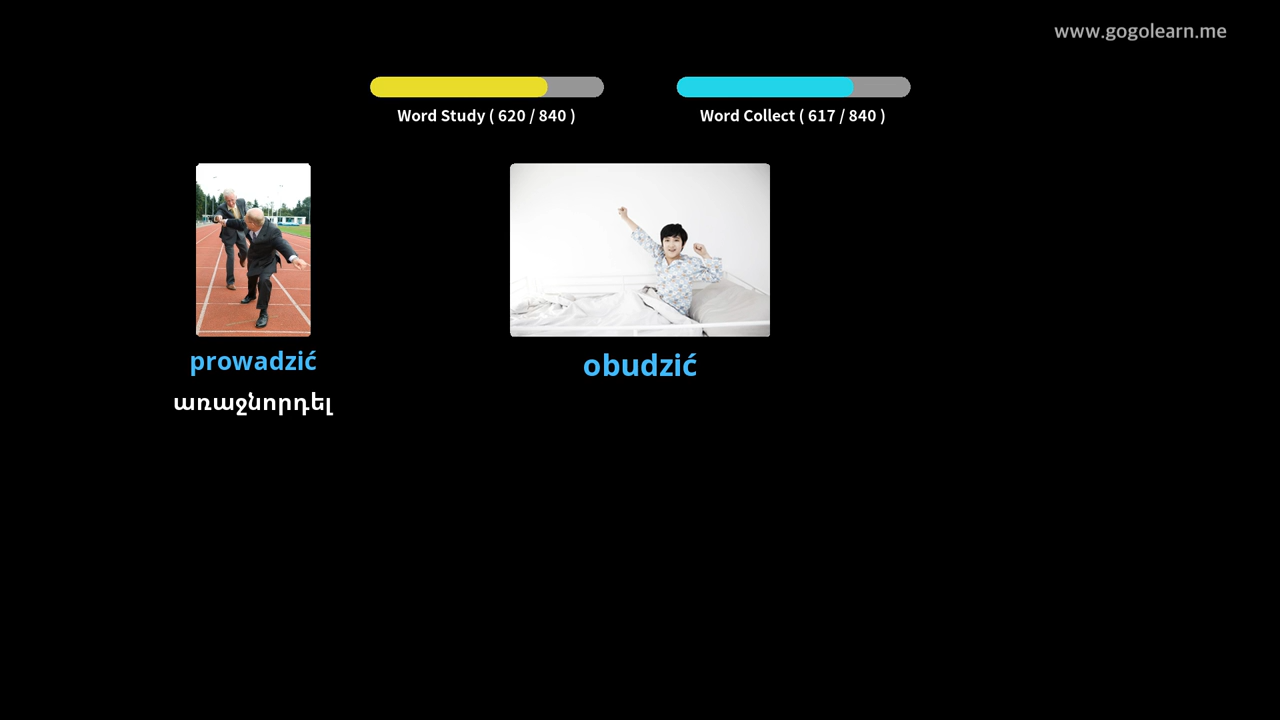 www.gogolearn.me
Word Study ( 620 / 840 )
Word Collect ( 617 / 840 )
prowadzić
առաջնորդել
obudzić